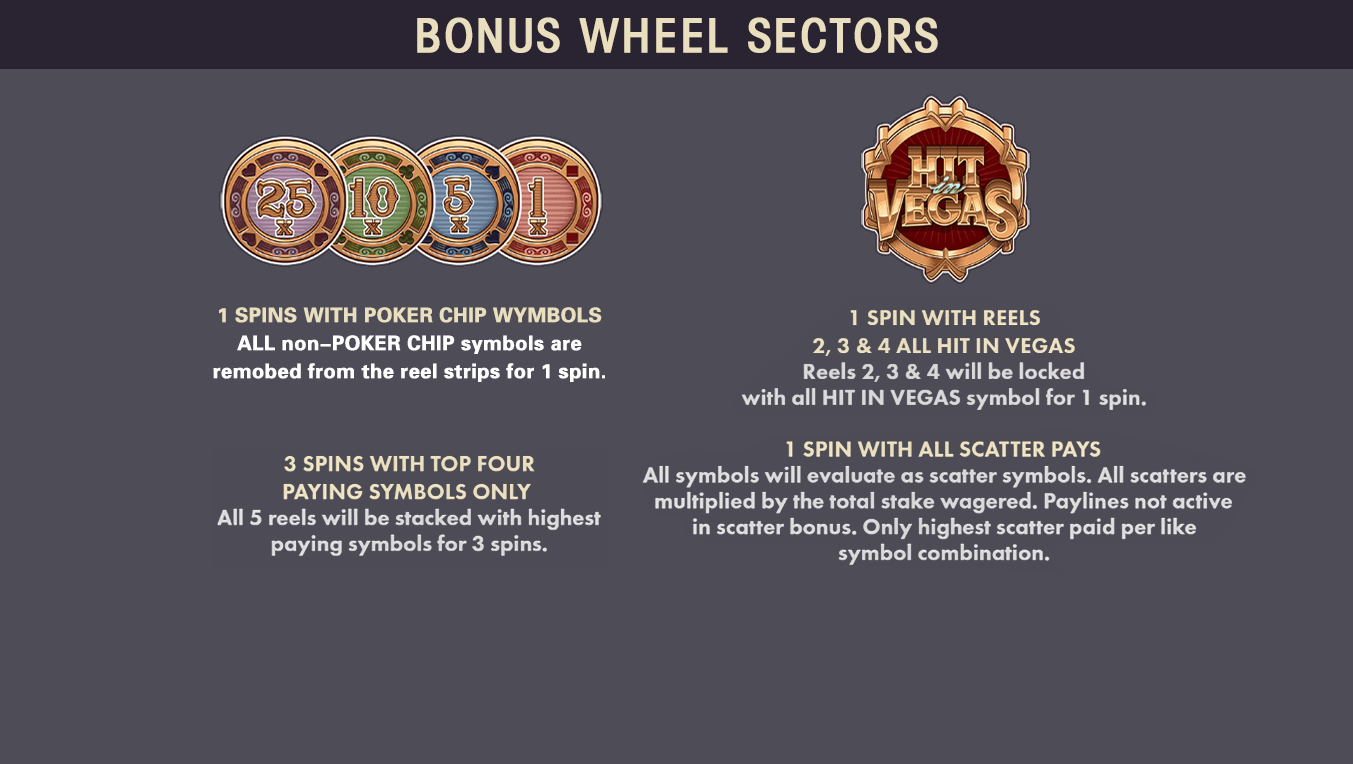 BONUS WHEEL SECTORS
25
x
10
x
5
x
1
x
1 SPINS WITH POKER CHIP WYMBOLS
ALL non-POKER CHIP symbols are
remobed from the reel strips for 1 spin.
3 SPINS WITH TOP FOUR
PAYING SYMBOLS ONLY
All 5 reels will be stacked with highest
paying symbols for 3 spins.
HIT
in
VEGAS
1 SPIN WITH REELS
2, 3 & 4 ALL HIT IN VEGAS
Reels 2, 3 & 4 will be locked
with all HIT IN VEGAS symbol for 1 spin.
1 SPIN WITH ALL SCATTER PAYS
All symbols will evaluate as scatter symbols. All scatters are
multiplied by the total stake wagered. Paylines not active
in scatter bonus. Only highest scatter paid per like
symbol combination.